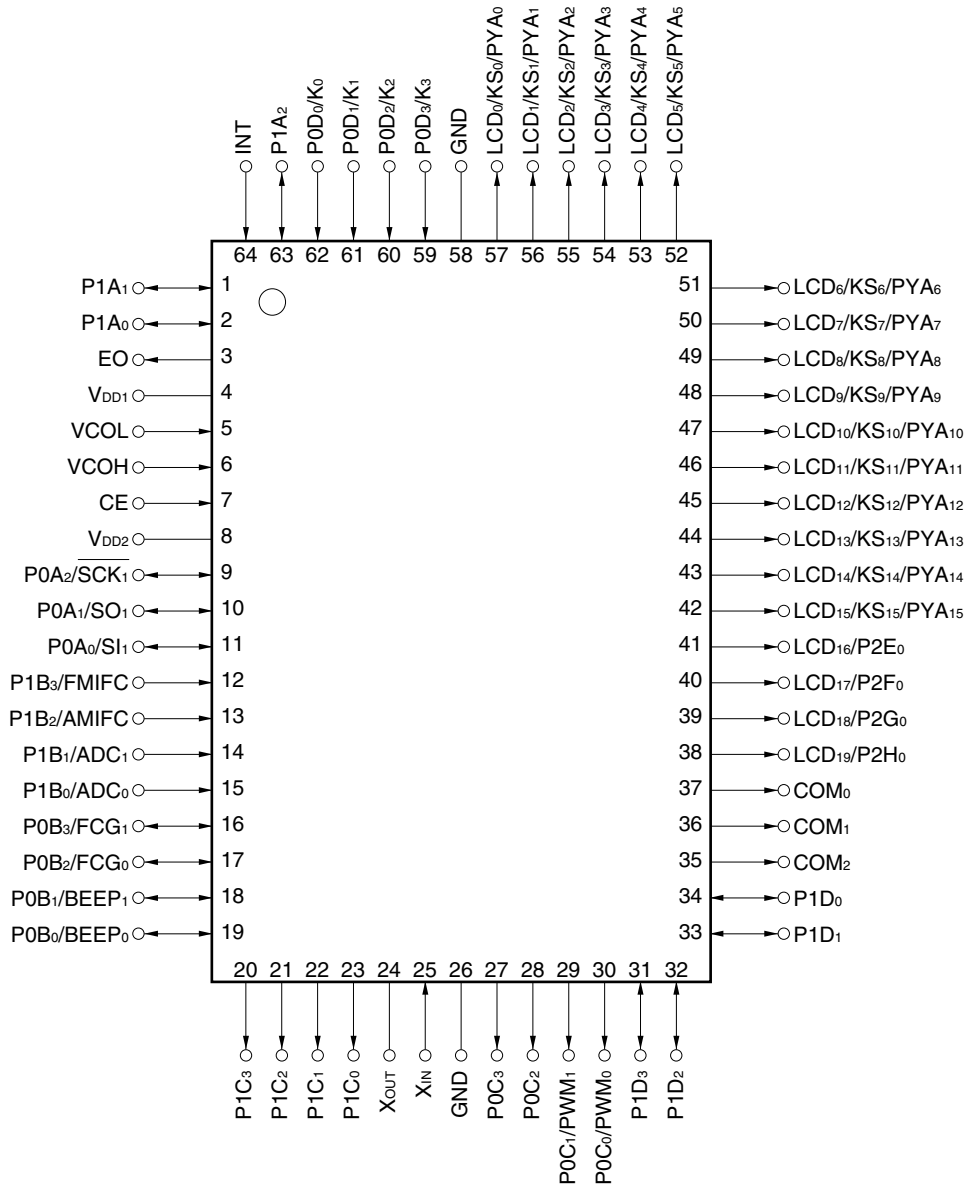 INT
P1A₂
P0D₀/K₀
P0D₁/K₁
P0D₂/K₂
P0D₃/K₃
GND
LCD₀/KS₀/PYA₀
LCD₁/KS₁/PYA₁
LCD₂/KS₂/PYA₂
LCD₃/KS₃/PYA₃
LCD₄/KS₄/PYA₄
LCD₅/KS₅/PYA₅
64 63 62 61 60 59 58 57 56 55 54 53 52
P1A₁ 1
P1A₀ 2
EO 3
VDD1 4
VCOL 5
VCOH 6
CE 7
VDD2 8
P0A₂/S̅C̅K̅₁̅ 9
P0A₁/SO₁ 10
P0A₀/SI₁ 11
P1B₃/FMIFC 12
P1B₂/AMIFC 13
P1B₁/ADC₁ 14
P1B₀/ADC₀ 15
P0B₃/FCG₁ 16
P0B₂/FCG₀ 17
P0B₁/BEEP₁ 18
P0B₀/BEEP₀ 19
51 LCD₆/KS₆/PYA₆
50 LCD₇/KS₇/PYA₇
49 LCD₈/KS₈/PYA₈
48 LCD₉/KS₉/PYA₉
47 LCD₁₀/KS₁₀/PYA₁₀
46 LCD₁₁/KS₁₁/PYA₁₁
45 LCD₁₂/KS₁₂/PYA₁₂
44 LCD₁₃/KS₁₃/PYA₁₃
43 LCD₁₄/KS₁₄/PYA₁₄
42 LCD₁₅/KS₁₅/PYA₁₅
41 LCD₁₆/P2E₀
40 LCD₁₇/P2F₀
39 LCD₁₈/P2G₀
38 LCD₁₉/P2H₀
37 COM₀
36 COM₁
35 COM₂
34 P1D₀
33 P1D₁
20 21 22 23 24 25 26 27 28 29 30 31 32
P1C₃
P1C₂
P1C₁
P1C₀
XOUT
XIN
GND
P0C₃
P0C₂
P0C₁/PWM₁
P0C₀/PWM₀
P1D₃
P1D₂